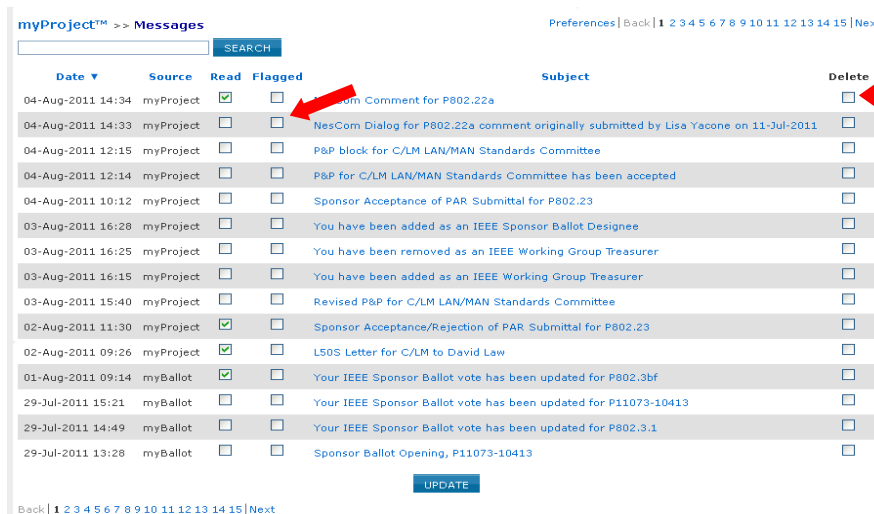 myProject™ >> Messages
Preferences| Back| 1 2 3 4 5 6 7 8 9 10 11 12 13 14 15 |Nex
SEARCH
Date ▼ Source Read Flagged Subject Delete
04-Aug-2011 14:34 myProject Comment for P802.22a
04-Aug-2011 14:33 myProject NesCom Dialog for P802.22a comment originally submitted by Lisa Yacone on 11-Jul-2011
04-Aug-2011 12:15 myProject P&P block for C/LM LAN/MAN Standards Committee
04-Aug-2011 12:14 myProject P&P for C/LM LAN/MAN Standards Committee has been accepted
04-Aug-2011 10:12 myProject Sponsor Acceptance of PAR Submittal for P802.23
03-Aug-2011 16:28 myProject You have been added as an IEEE Sponsor Ballot Designee
03-Aug-2011 16:25 myProject You have been removed as an IEEE Working Group Treasurer
03-Aug-2011 16:15 myProject You have been added as an IEEE Working Group Treasurer
03-Aug-2011 15:40 myProject Revised P&P for C/LM LAN/MAN Standards Committee
02-Aug-2011 11:30 myProject Sponsor Acceptance/Rejection of PAR Submittal for P802.23
02-Aug-2011 09:26 myProject L50S Letter for C/LM to David Law
01-Aug-2011 09:14 myBallot Your IEEE Sponsor Ballot vote has been updated for P802.3bf
29-Jul-2011 15:21 myBallot Your IEEE Sponsor Ballot vote has been updated for P11073-10413
29-Jul-2011 14:49 myBallot Your IEEE Sponsor Ballot vote has been updated for P802.3.1
29-Jul-2011 13:28 myBallot Sponsor Ballot Opening, P11073-10413
UPDATE
Back| 1 2 3 4 5 6 7 8 9 10 11 12 13 14 15 |Next